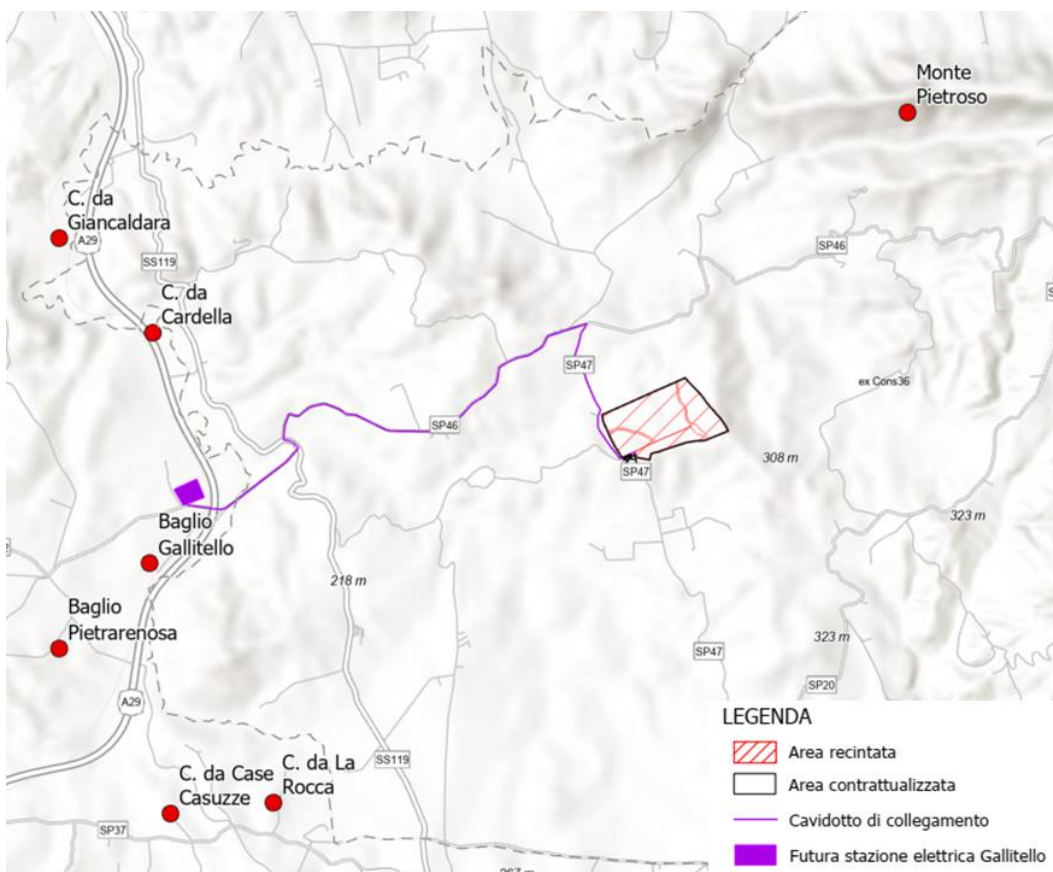 Monte
Pietroso
C. da
Giancaldara
A29
SS119
SP46
C. da
Cardella
SP47
ex Cons36
SP46
SP47
308 m
323 m
Baglio
Gallitello
218 m
Baglio
Pietrarenosa
323 m
SP47
SP20
A29
LEGENDA
Area recintata
Area contrattualizzata
Cavidotto di collegamento
Futura stazione elettrica Gallitello
SS119
C. da Case
Casuzze
C. da La
Rocca
SP37